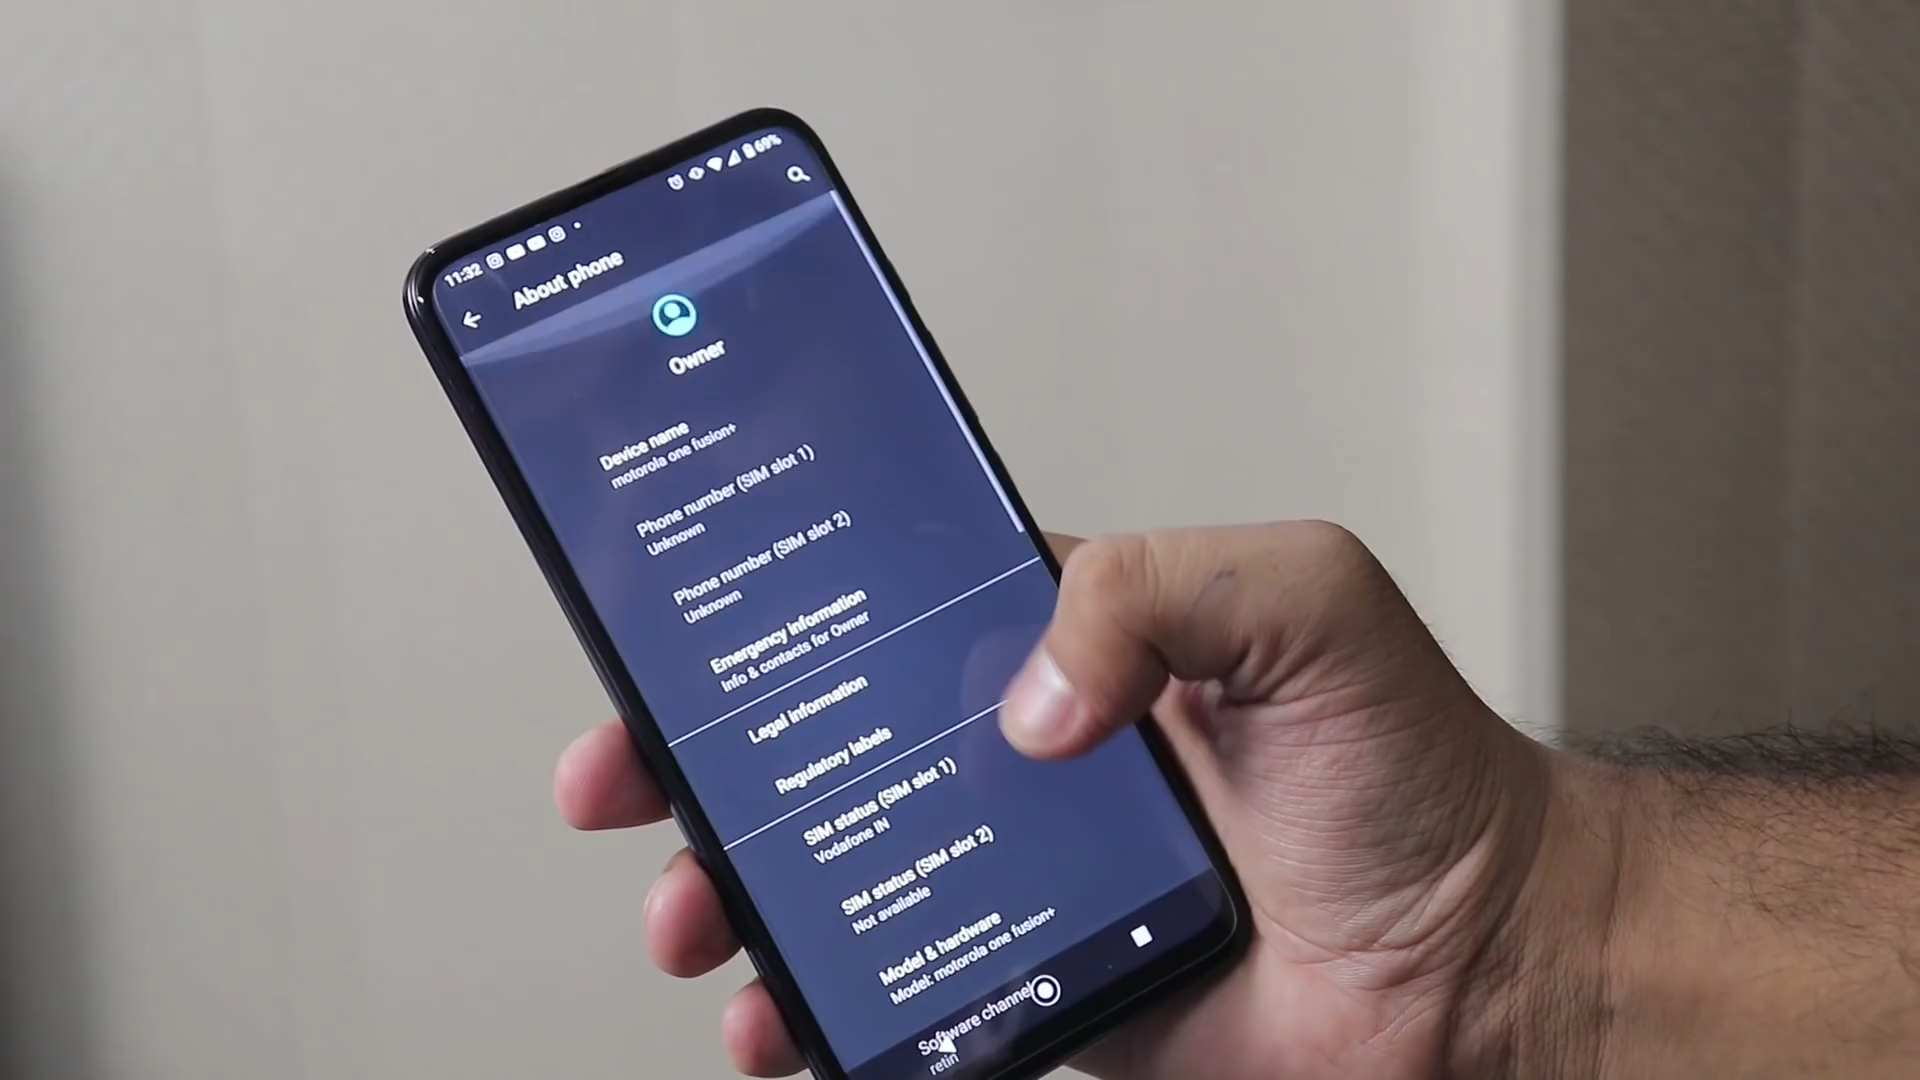 11:32
69%
About phone
Owner
Device name
motorola one fusion+
Phone number (SIM slot 1)
Unknown
Phone number (SIM slot 2)
Unknown
Emergency information
Info & contacts for Owner
Legal information
Regulatory labels
SIM status (SIM slot 1)
Vodafone IN
SIM status (SIM slot 2)
Not available
Model & hardware
Model: motorola one fusion+
Software channel
retin